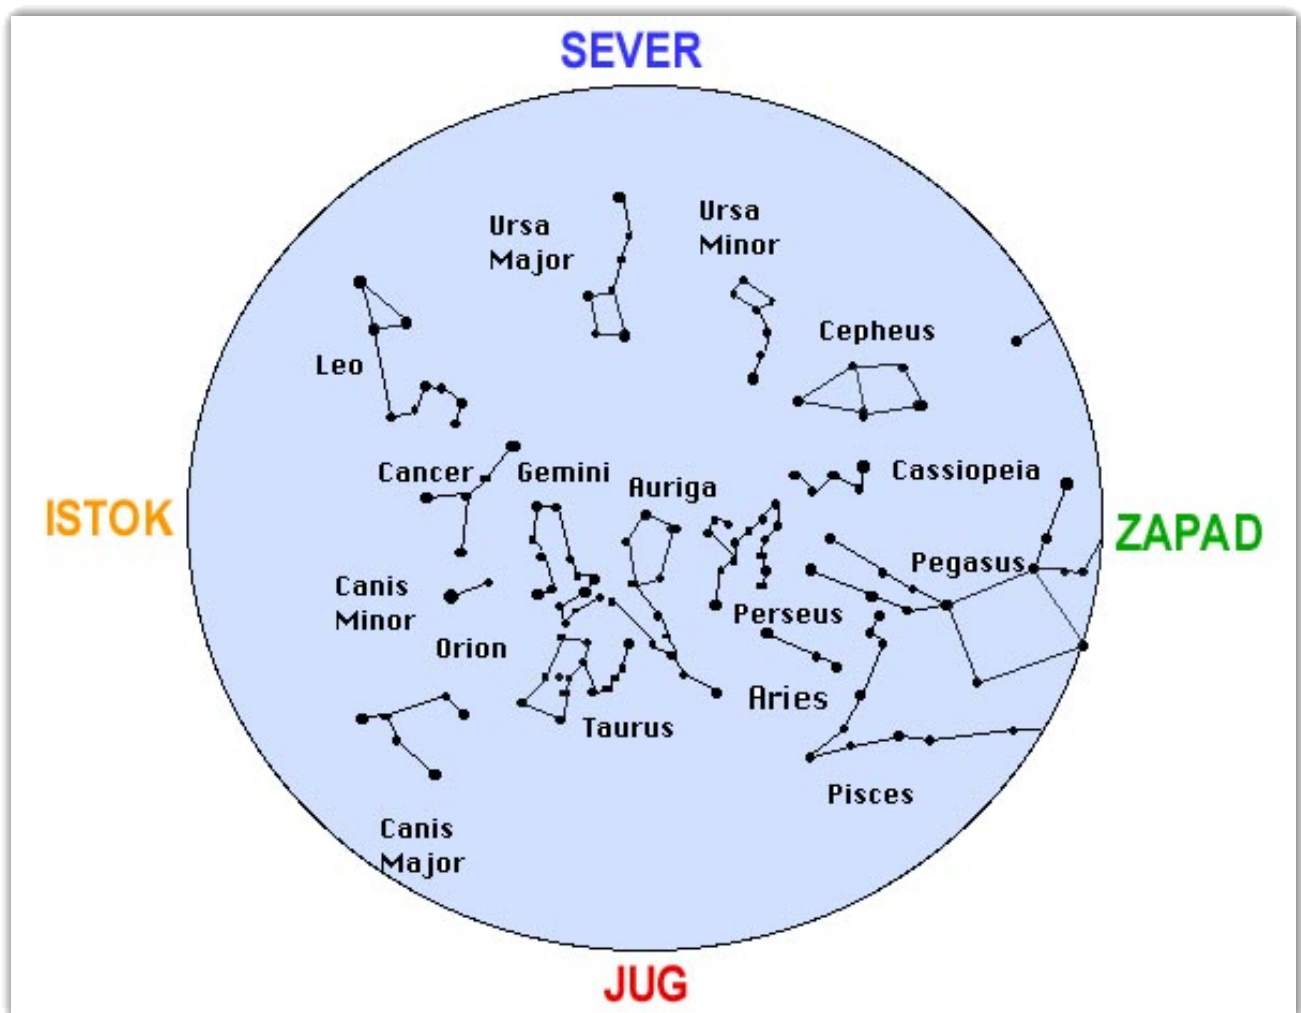 SEVER
Ursa
Major
Ursa
Minor
Cepheus
Leo
Cancer
Gemini
Auriga
Cassiopeia
ISTOK
ZAPAD
Pegasus
Canis
Minor
Perseus
Orion
Aries
Taurus
Pisces
Canis
Major
JUG